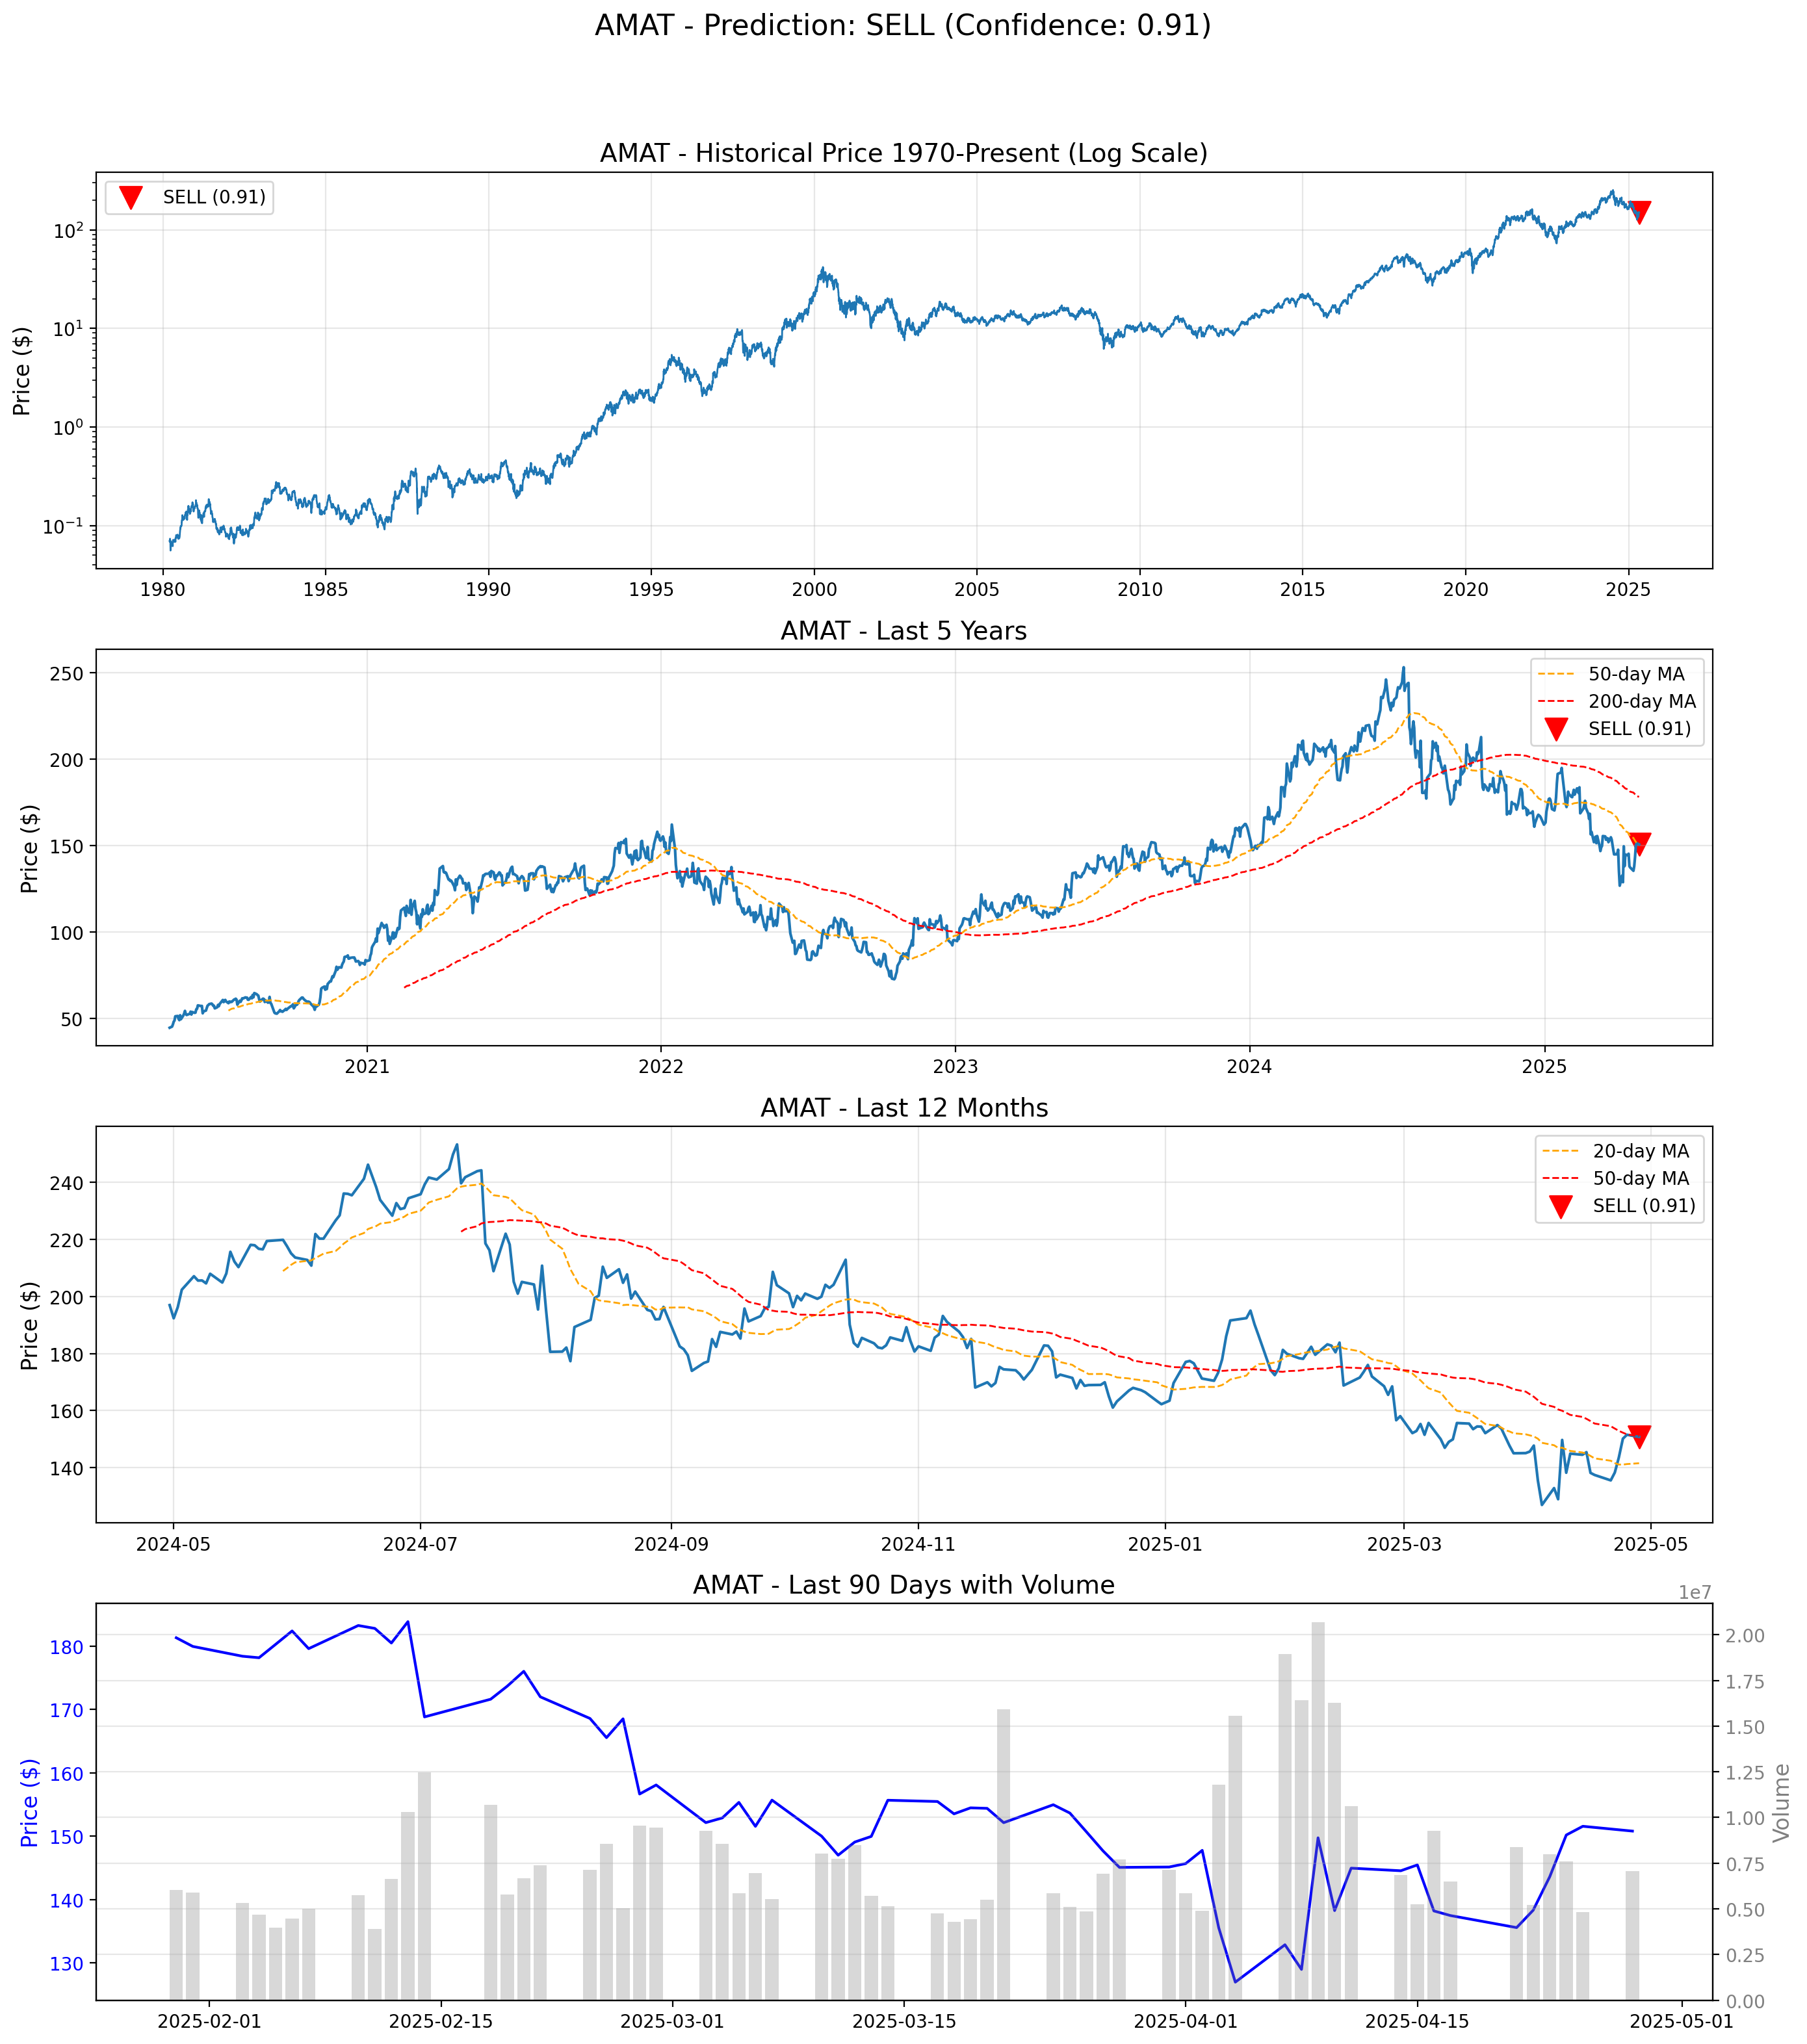 AMAT - Prediction: SELL (Confidence: 0.91)
AMAT - Historical Price 1970-Present (Log Scale)
SELL (0.91)
Price ($)
10²
10¹
10⁰
10⁻¹
1980 1985 1990 1995 2000 2005 2010 2015 2020 2025
AMAT - Last 5 Years
50-day MA
200-day MA
SELL (0.91)
Price ($)
250
200
150
100
50
2021 2022 2023 2024 2025
AMAT - Last 12 Months
20-day MA
50-day MA
SELL (0.91)
Price ($)
240
220
200
180
160
140
2024-05 2024-07 2024-09 2024-11 2025-01 2025-03 2025-05
AMAT - Last 90 Days with Volume
1e7
Price ($)
180
170
160
150
140
130
2.00
1.75
1.50
1.25
1.00
0.75
0.50
0.25
0.00
Volume
2025-02-01 2025-02-15 2025-03-01 2025-03-15 2025-04-01 2025-04-15 2025-05-01